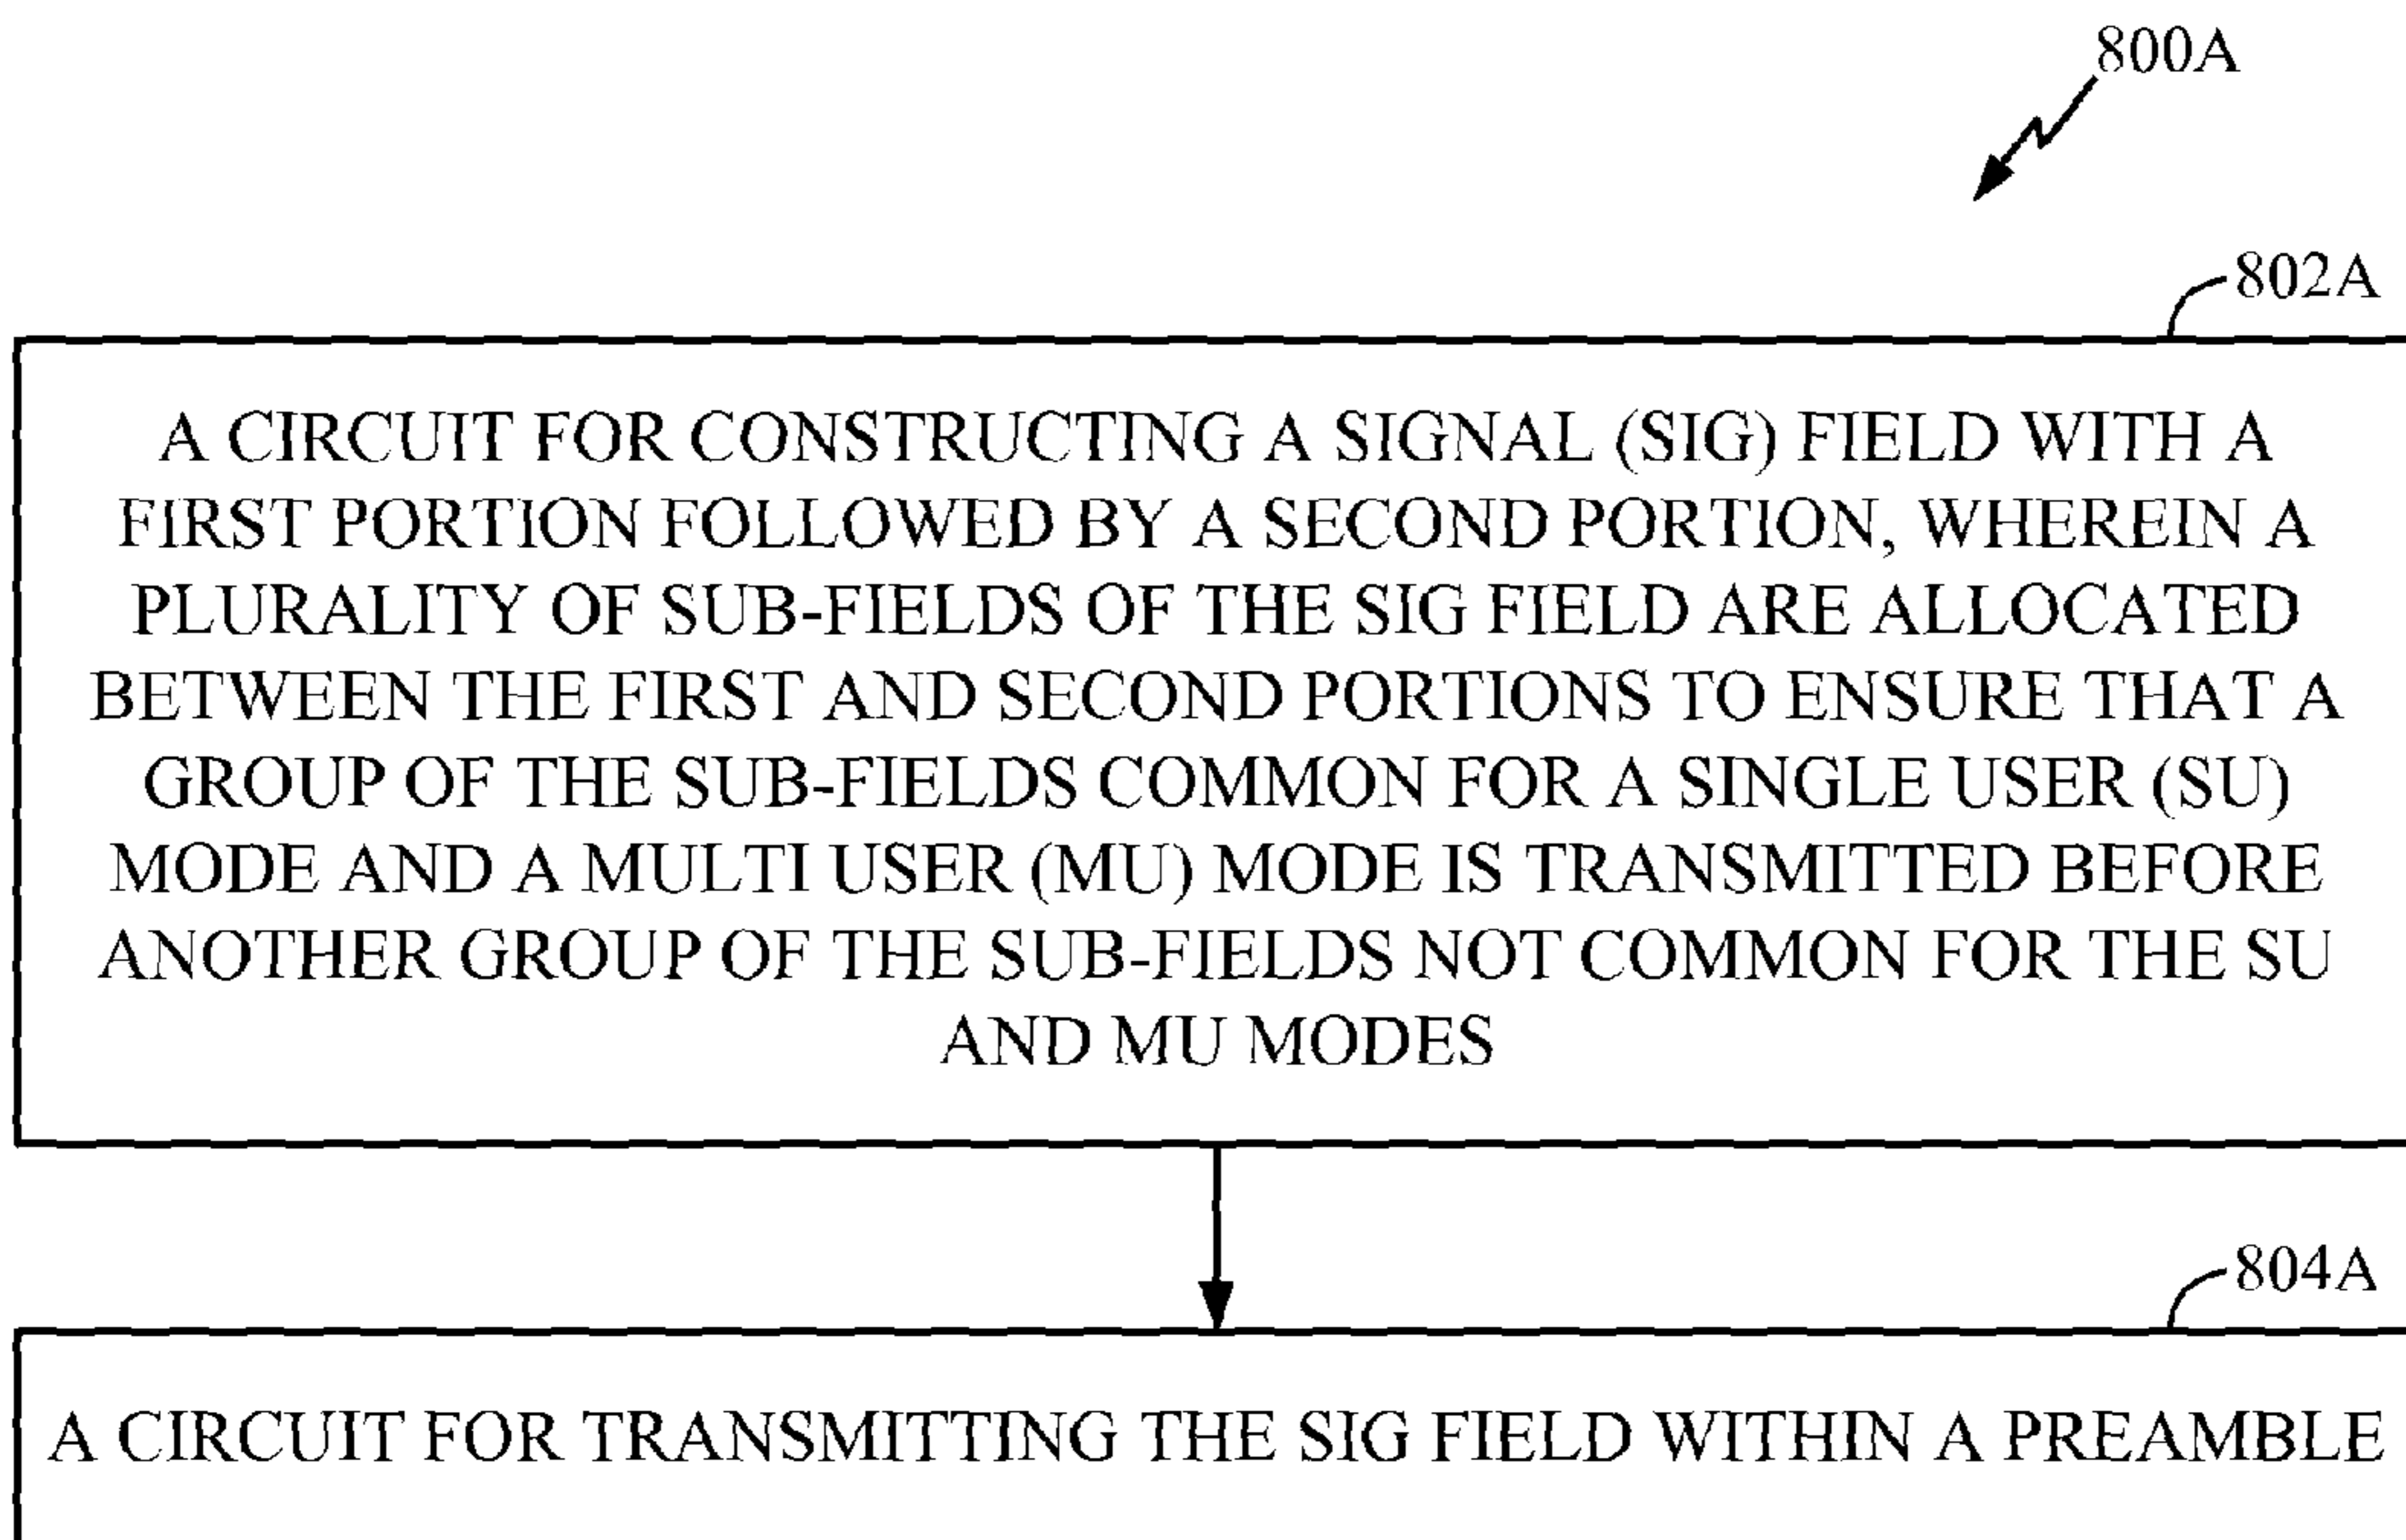 800A
802A
A CIRCUIT FOR CONSTRUCTING A SIGNAL (SIG) FIELD WITH A
FIRST PORTION FOLLOWED BY A SECOND PORTION, WHEREIN A
PLURALITY OF SUB-FIELDS OF THE SIG FIELD ARE ALLOCATED
BETWEEN THE FIRST AND SECOND PORTIONS TO ENSURE THAT A
GROUP OF THE SUB-FIELDS COMMON FOR A SINGLE USER (SU)
MODE AND A MULTI USER (MU) MODE IS TRANSMITTED BEFORE
ANOTHER GROUP OF THE SUB-FIELDS NOT COMMON FOR THE SU
AND MU MODES
804A
A CIRCUIT FOR TRANSMITTING THE SIG FIELD WITHIN A PREAMBLE